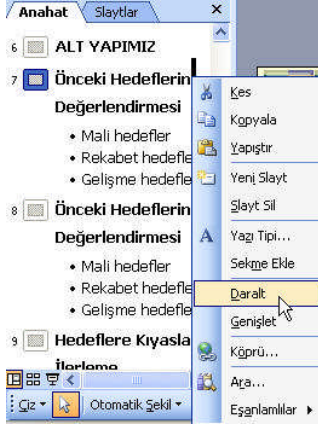 Anahat
Slaytlar
6 ALT YAPIMIZ
7 Önceki Hedeflerin
Değerlendirmesi
• Mali hedefler
• Rekabet hedefle
• Gelişme hedefle
8 Önceki Hedeflerin
Değerlendirmesi
• Mali hedefler
• Rekabet hedefle
• Gelişme hedefle
9 Hedeflere Kıyasla
İlerleme
Çiz
Otomatik Şekil
Kes
Kopyala
Yapıştır
Yeni Slayt
Slayt Sil
Yazı Tipi...
Sekme Ekle
Daralt
Genişlet
Köprü...
Ara...
Eşanlamlılar